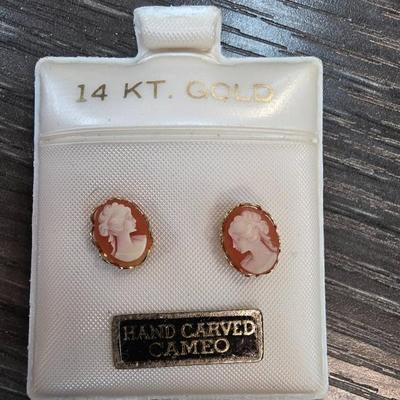 14 KT. GOLD
HAND CARVED
CAMEO